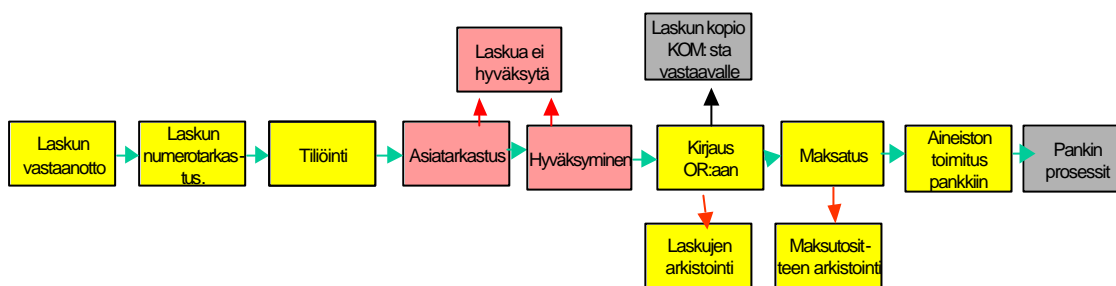 Laskua ei
hyväksytä
Laskun kopio
KOM: sta
vastaavalle
Laskun
vastaanotto
Laskun
numerotarkas-
tus.
Tiliöinti
Asiatarkastus
Hyväksyminen
Kirjaus
OR:aan
Maksatus
Aineiston
toimitus
pankkiin
Pankin
prosessit
Laskujen
arkistointi
Maksutosit-
teen arkistointi